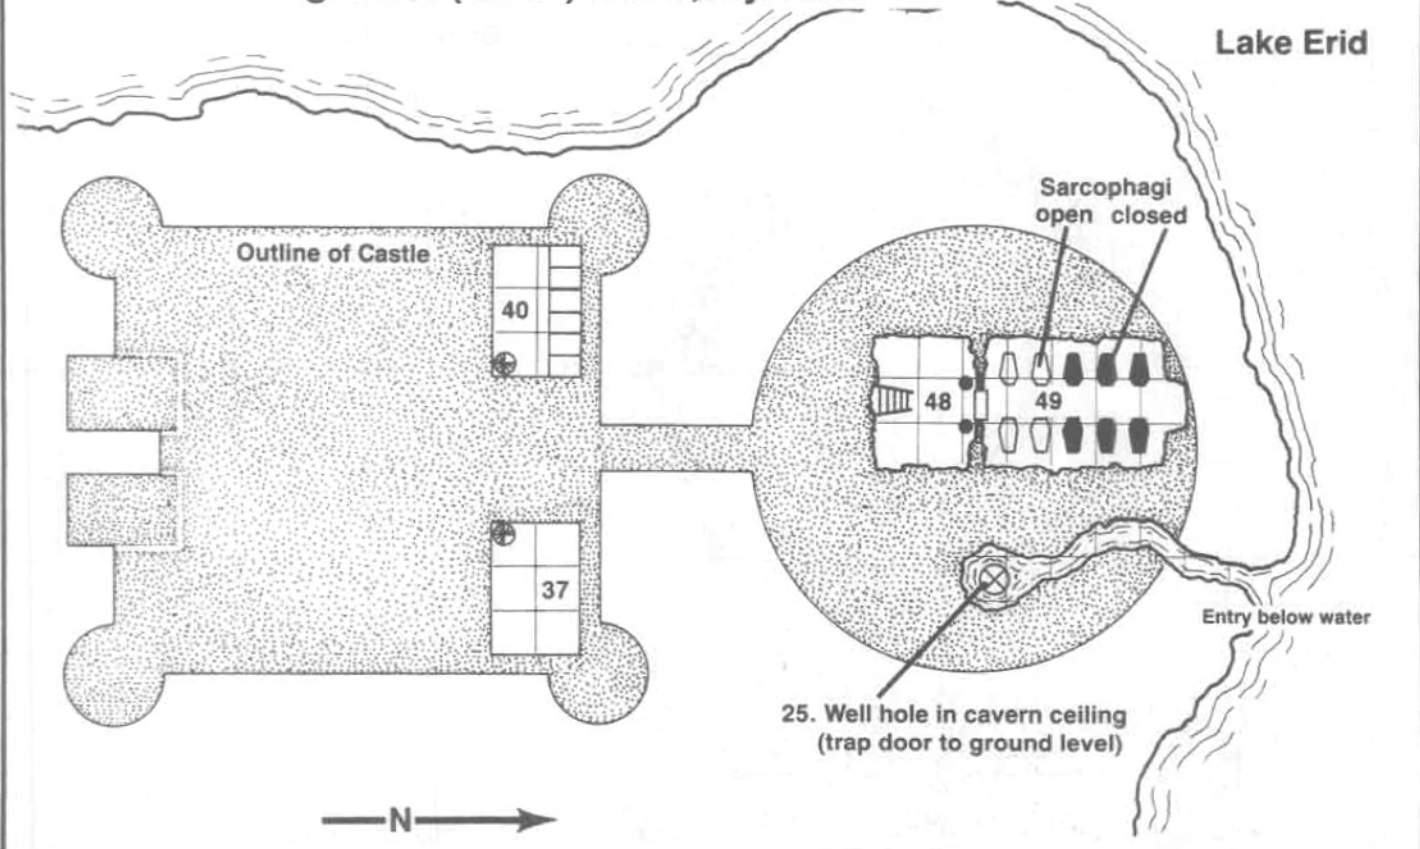 Lake Erid
Sarcophagi
open closed
Outline of Castle
40
48
49
37
Entry below water
25. Well hole in cavern ceiling
(trap door to ground level)
N